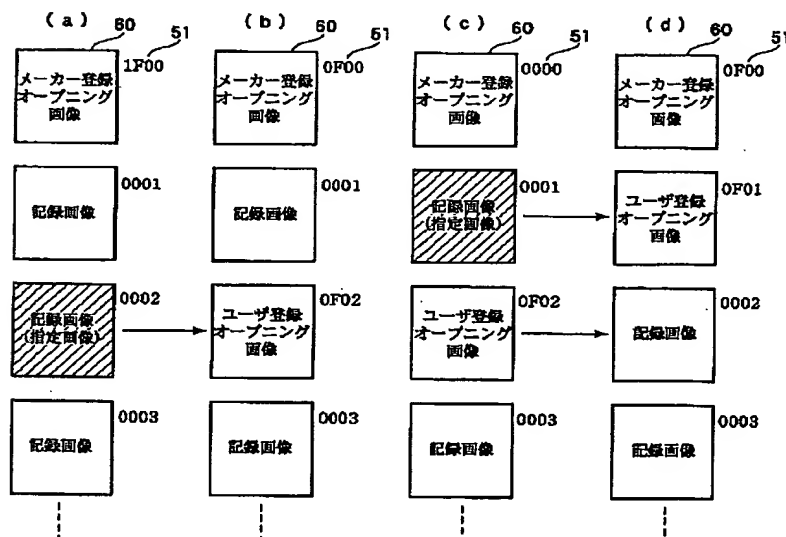 (a)
60
51
メーカー登録
オープニング
画像
1F00
記録画像
0001
記録画像
(指定画像)
0002
記録画像
0003
(b)
60
51
メーカー登録
オープニング
画像
0F00
記録画像
0001
ユーザ登録
オープニング
画像
0F02
記録画像
0003
(c)
60
51
メーカー登録
オープニング
画像
0000
記録画像
(指定画像)
0001
ユーザ登録
オープニング
画像
0F02
記録画像
0003
(d)
60
51
メーカー登録
オープニング
画像
0F00
ユーザ登録
オープニング
画像
0F01
記録画像
0002
記録画像
0003